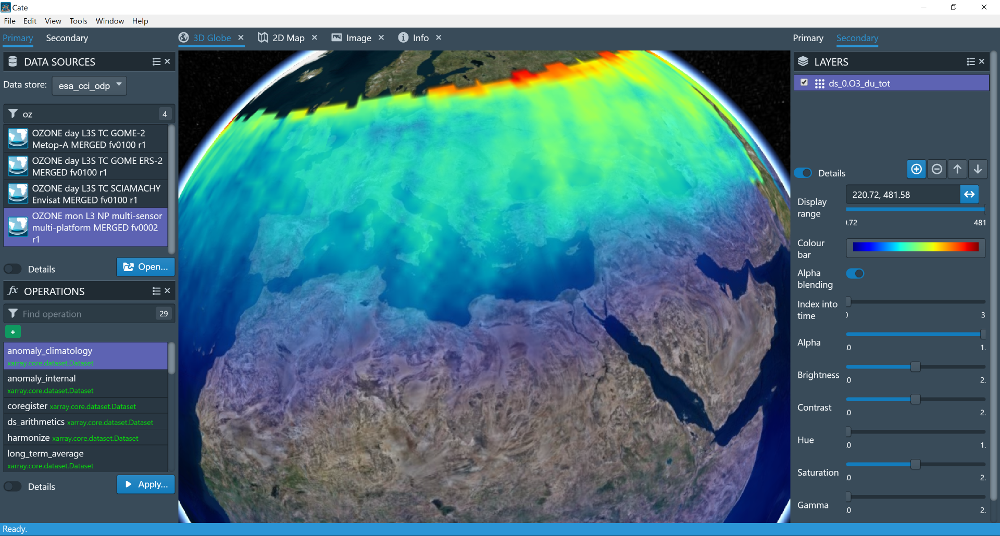 Cate
File Edit View Tools Window Help
Primary Secondary
3D Globe 2D Map Image Info
Primary Secondary
DATA SOURCES
Data store: esa_cci_odp
oz 4
OZONE day L3S TC GOME-2
Metop-A MERGED fv0100 r1
OZONE day L3S TC GOME ERS-2
MERGED fv0100 r1
OZONE day L3S TC SCIAMACHY
Envisat MERGED fv0100 r1
OZONE mon L3 NP multi-sensor
multi-platform MERGED fv0002
r1
Details Open...
fx OPERATIONS
Find operation 29
+
anomaly_climatology
xarray.core.dataset.Dataset
anomaly_internal
xarray.core.dataset.Dataset
coregister xarray.core.dataset.Dataset
ds_arithmetics xarray.core.dataset.Dataset
harmonize xarray.core.dataset.Dataset
long_term_average
xarray.core.dataset.Dataset
Details Apply...
LAYERS
ds_0.O3_du_tot
Details
Display
range
220.72, 481.58
.72 481
Colour
bar
Alpha
blending
Index into
time
3
Alpha
.0 1.
Brightness
.0 2.
Contrast
.0 2.
Hue
.0 1.
Saturation
.0 2.
Gamma
.0 2.
Ready.